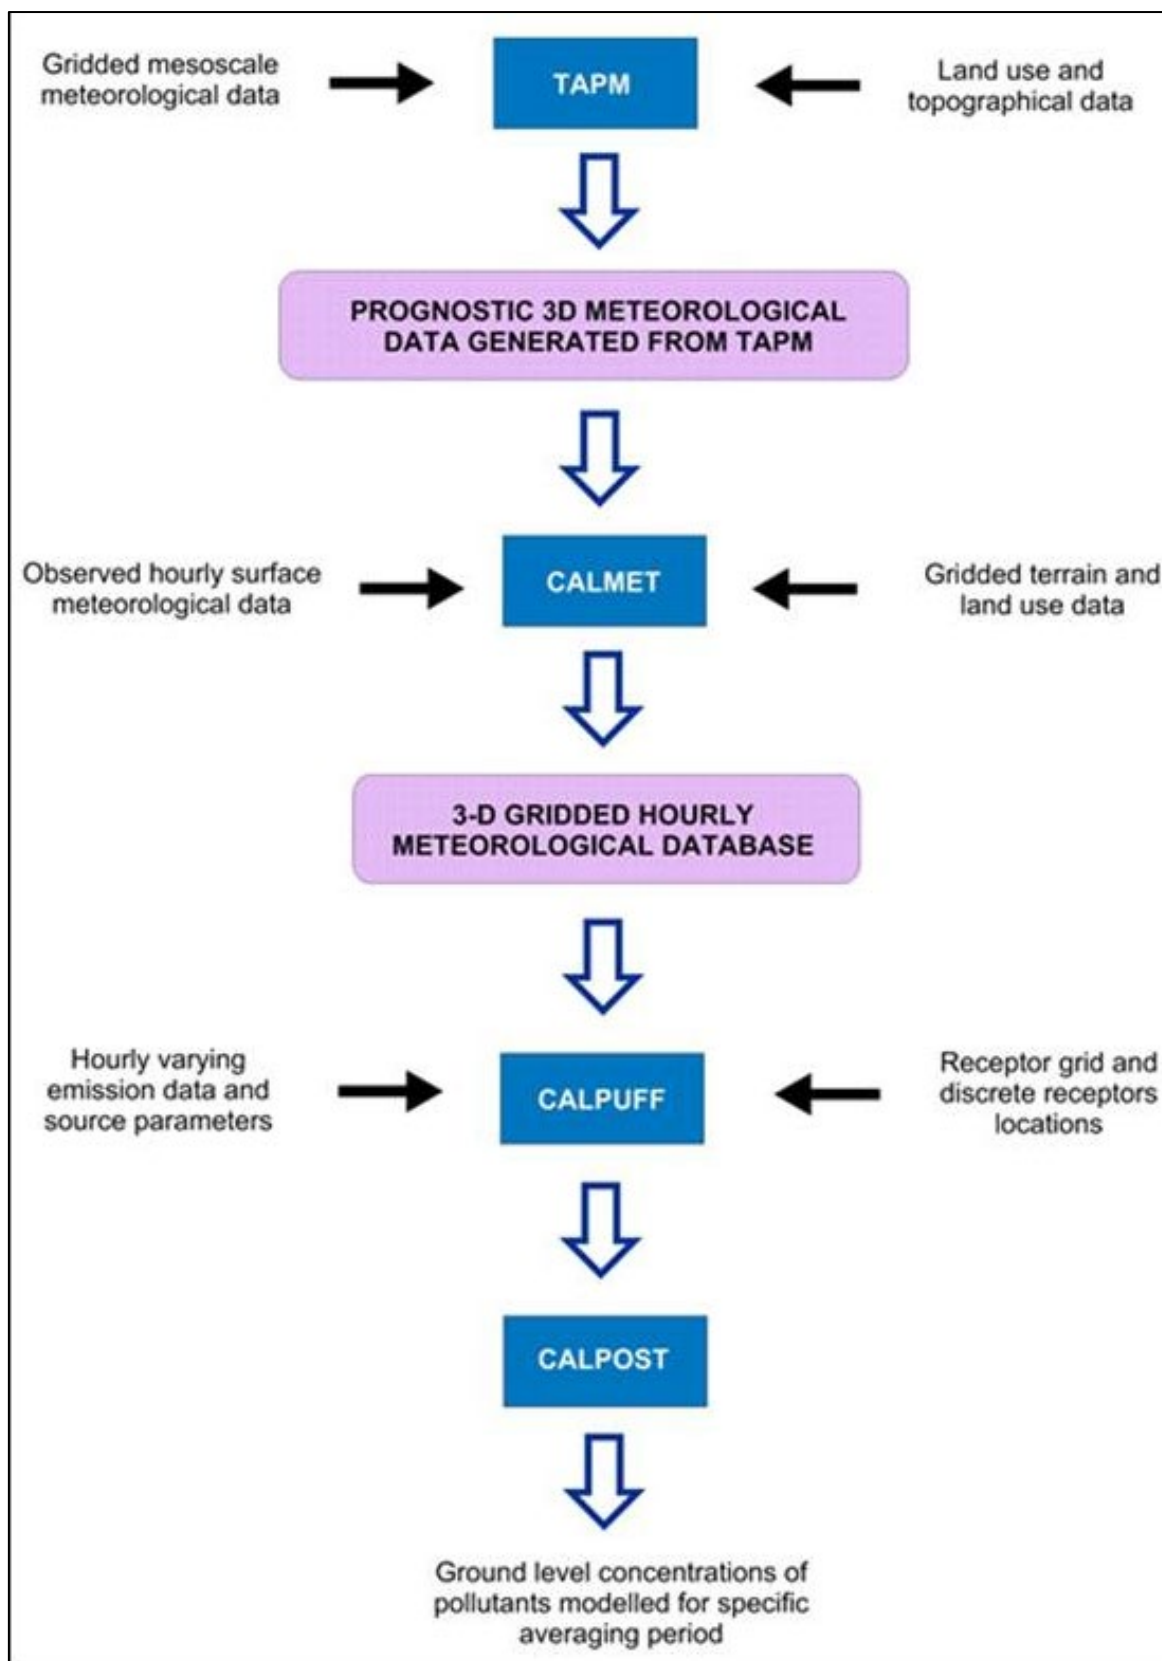 Gridded mesoscale
meteorological data
TAPM
Land use and
topographical data
PROGNOSTIC 3D METEOROLOGICAL
DATA GENERATED FROM TAPM
Observed hourly surface
meteorological data
CALMET
Gridded terrain and
land use data
3-D GRIDDED HOURLY
METEOROLOGICAL DATABASE
Hourly varying
emission data and
source parameters
CALPUFF
Receptor grid and
discrete receptors
locations
CALPOST
Ground level concentrations of
pollutants modelled for specific
averaging period